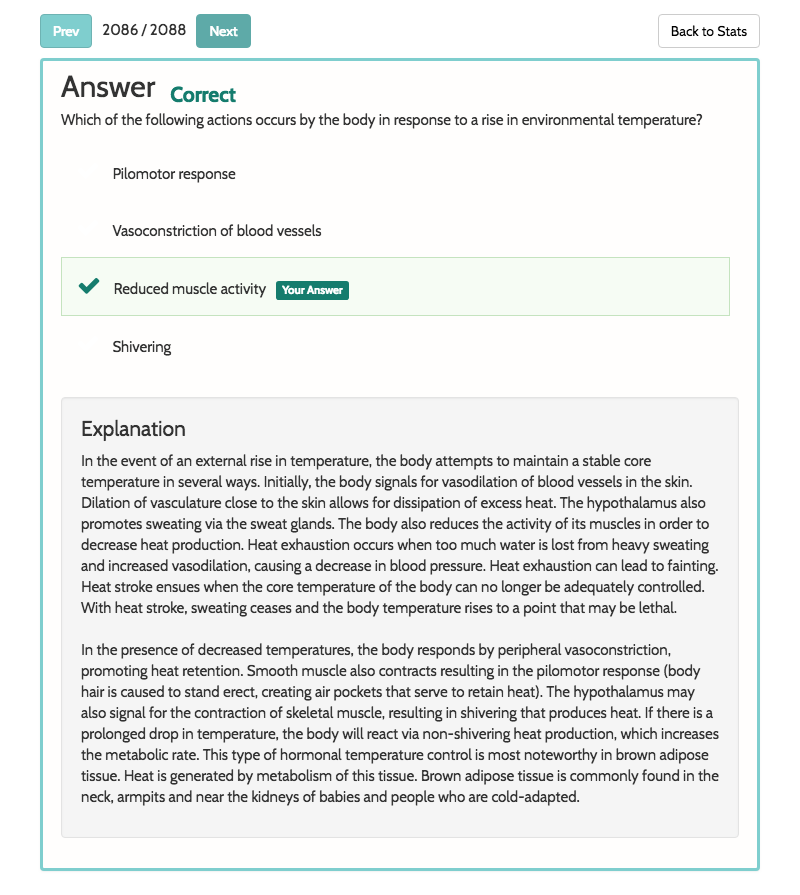 Prev 2086 / 2088 Next Back to Stats
Answer Correct
Which of the following actions occurs by the body in response to a rise in environmental temperature?
Pilomotor response
Vasoconstriction of blood vessels
Reduced muscle activity Your Answer
Shivering
Explanation
In the event of an external rise in temperature, the body attempts to maintain a stable core
temperature in several ways. Initially, the body signals for vasodilation of blood vessels in the skin.
Dilation of vasculature close to the skin allows for dissipation of excess heat. The hypothalamus also
promotes sweating via the sweat glands. The body also reduces the activity of its muscles in order to
decrease heat production. Heat exhaustion occurs when too much water is lost from heavy sweating
and increased vasodilation, causing a decrease in blood pressure. Heat exhaustion can lead to fainting.
Heat stroke ensues when the core temperature of the body can no longer be adequately controlled.
With heat stroke, sweating ceases and the body temperature rises to a point that may be lethal.
In the presence of decreased temperatures, the body responds by peripheral vasoconstriction,
promoting heat retention. Smooth muscle also contracts resulting in the pilomotor response (body
hair is caused to stand erect, creating air pockets that serve to retain heat). The hypothalamus may
also signal for the contraction of skeletal muscle, resulting in shivering that produces heat. If there is a
prolonged drop in temperature, the body will react via non-shivering heat production, which increases
the metabolic rate. This type of hormonal temperature control is most noteworthy in brown adipose
tissue. Heat is generated by metabolism of this tissue. Brown adipose tissue is commonly found in the
neck, armpits and near the kidneys of babies and people who are cold-adapted.